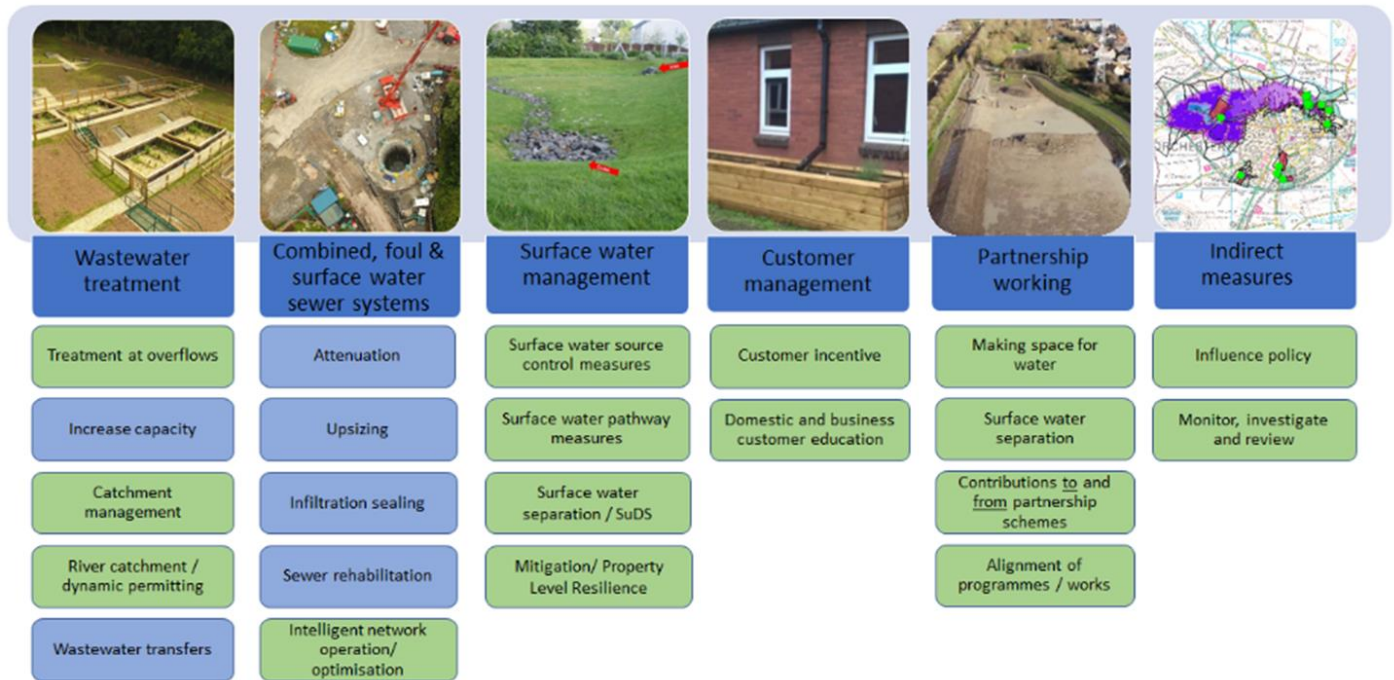 Wastewater
treatment
Combined, foul &
surface water
sewer systems
Surface water
management
Customer
management
Partnership
working
Indirect
measures
Treatment at overflows
Increase capacity
Catchment
management
River catchment /
dynamic permitting
Wastewater transfers
Attenuation
Upsizing
Infiltration sealing
Sewer rehabilitation
Intelligent network
operation/
optimisation
Surface water source
control measures
Surface water pathway
measures
Surface water
separation / SuDS
Mitigation/ Property
Level Resilience
Customer incentive
Domestic and business
customer education
Making space for
water
Surface water
separation
Contributions to and
from partnership
schemes
Alignment of
programmes / works
Influence policy
Monitor, investigate
and review